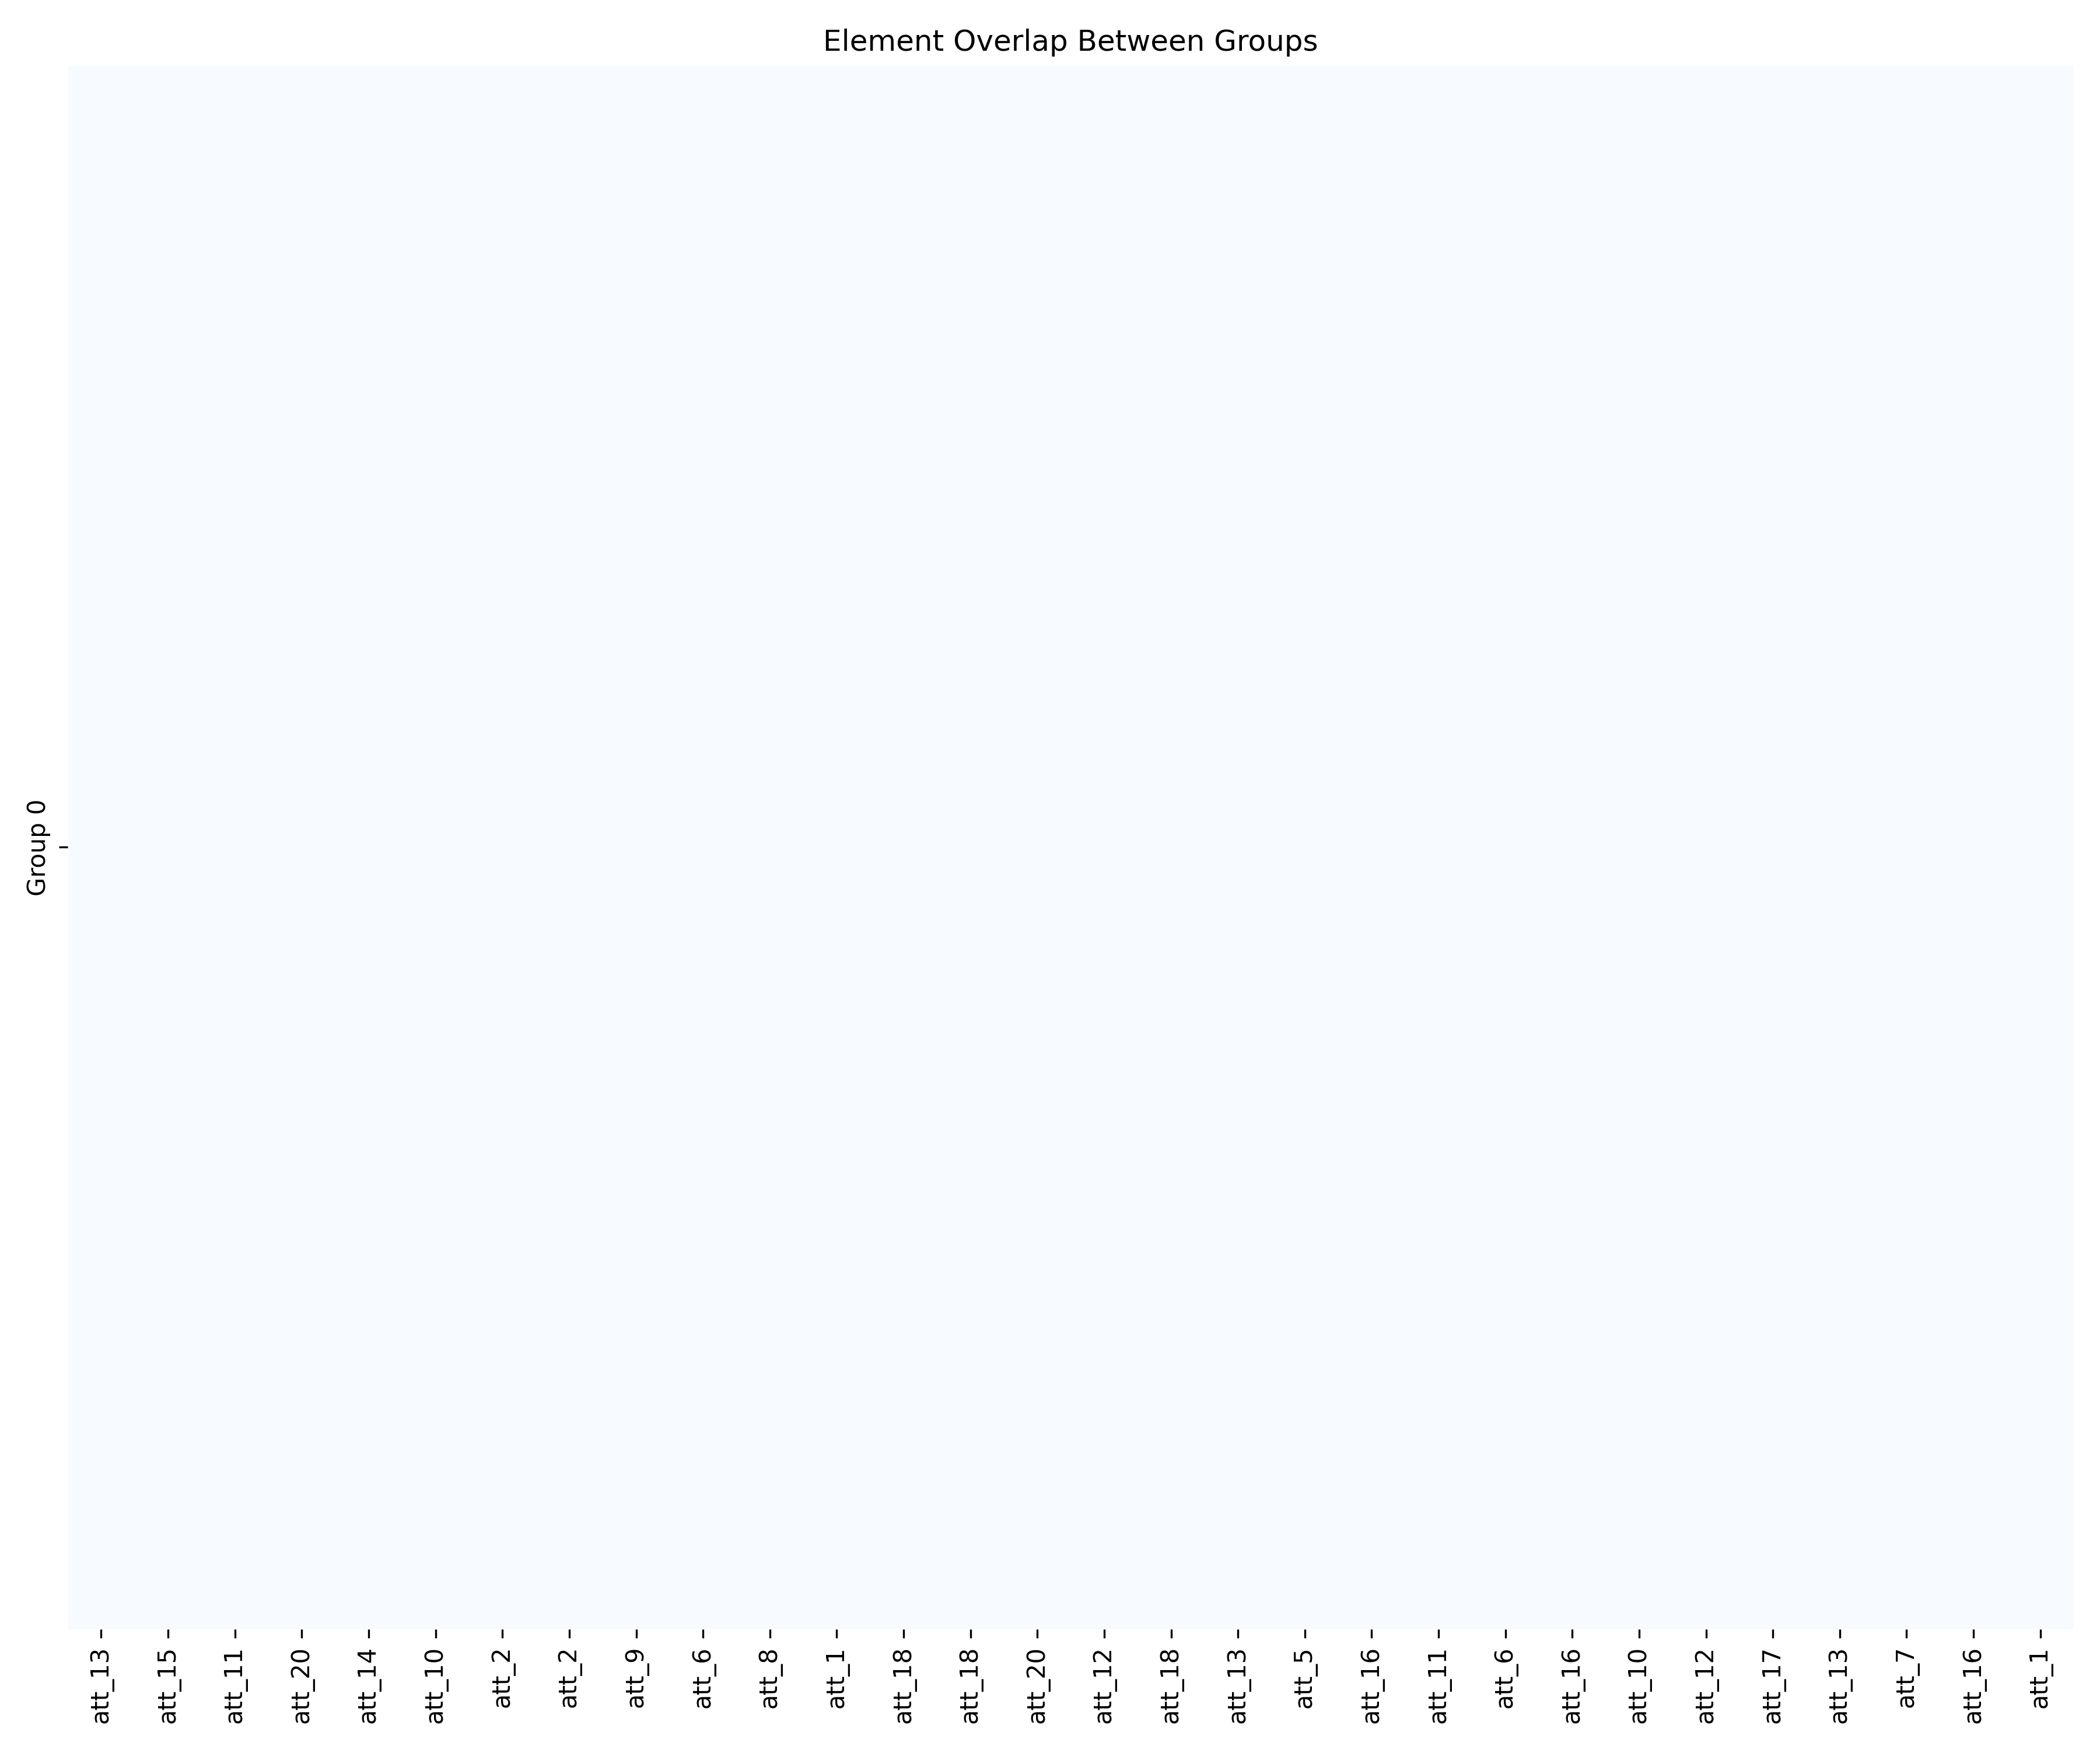 Element Overlap Between Groups
Group 0
att_13
att_15
att_11
att_20
att_14
att_10
att_2
att_2
att_9
att_6
att_8
att_1
att_18
att_18
att_20
att_12
att_18
att_13
att_5
att_16
att_11
att_6
att_16
att_10
att_12
att_17
att_13
att_7
att_16
att_1